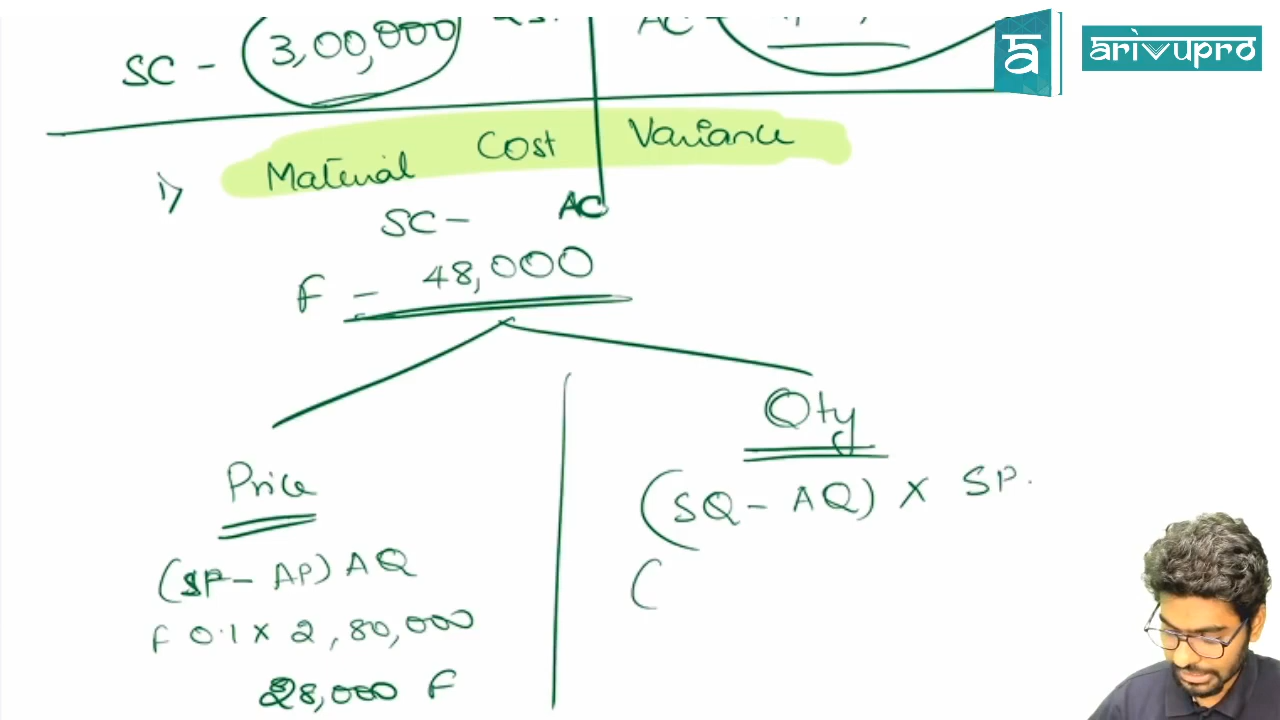 SC - 3,00,000
AC
arivupro
1) Material Cost Variance
SC - AC
F - 48,000
Price
(SP - AP) AQ
F 0.1 x 2,80,000
28,000 F
Qty
(SQ - AQ) x SP.
(